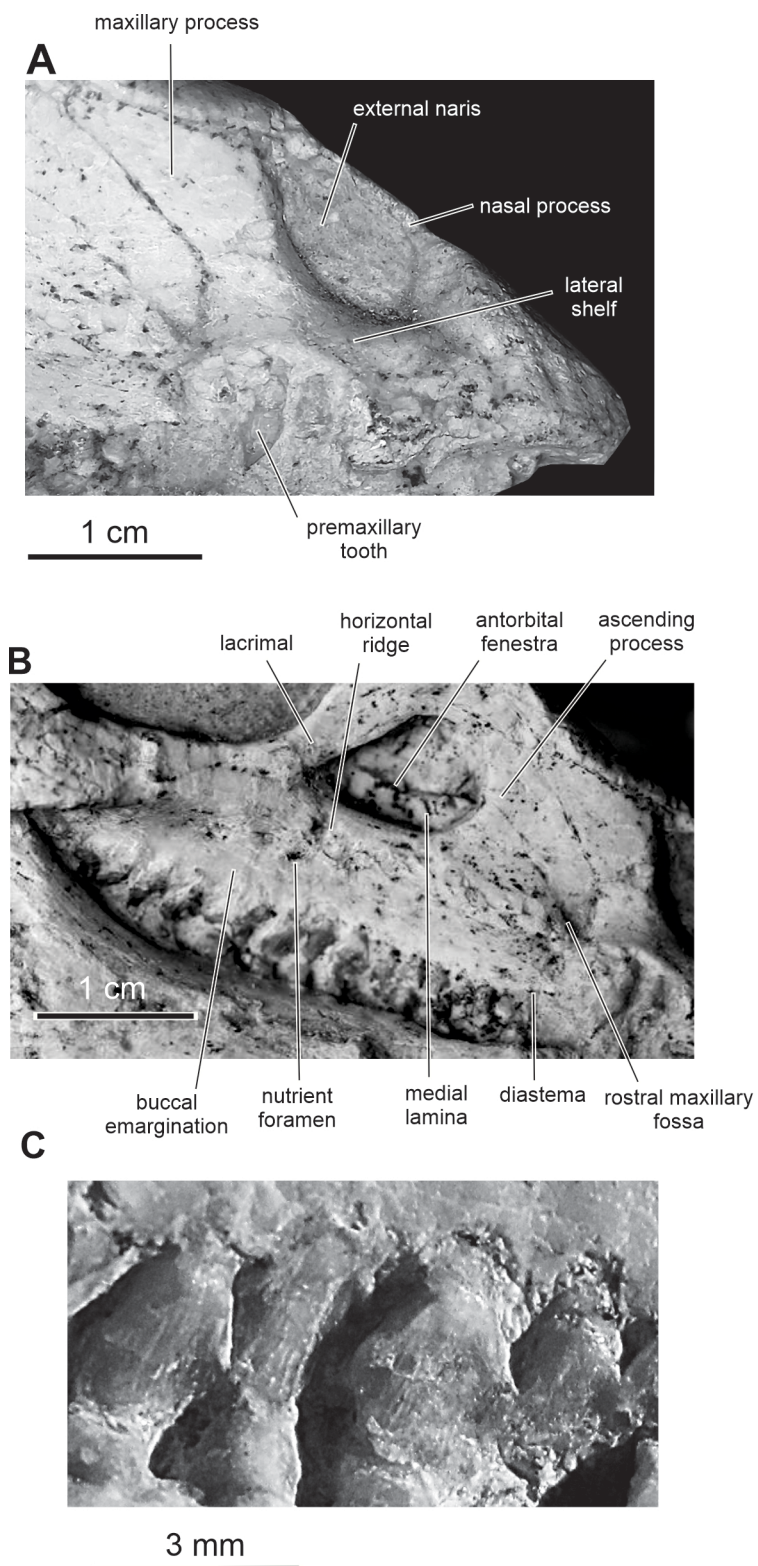 maxillary process
A
external naris
nasal process
lateral
shelf
1 cm
premaxillary
tooth
B
lacrimal
horizontal
ridge
antorbital
fenestra
ascending
process
1 cm
buccal
emargination
nutrient
foramen
medial
lamina
diastema
rostral maxillary
fossa
C
3 mm